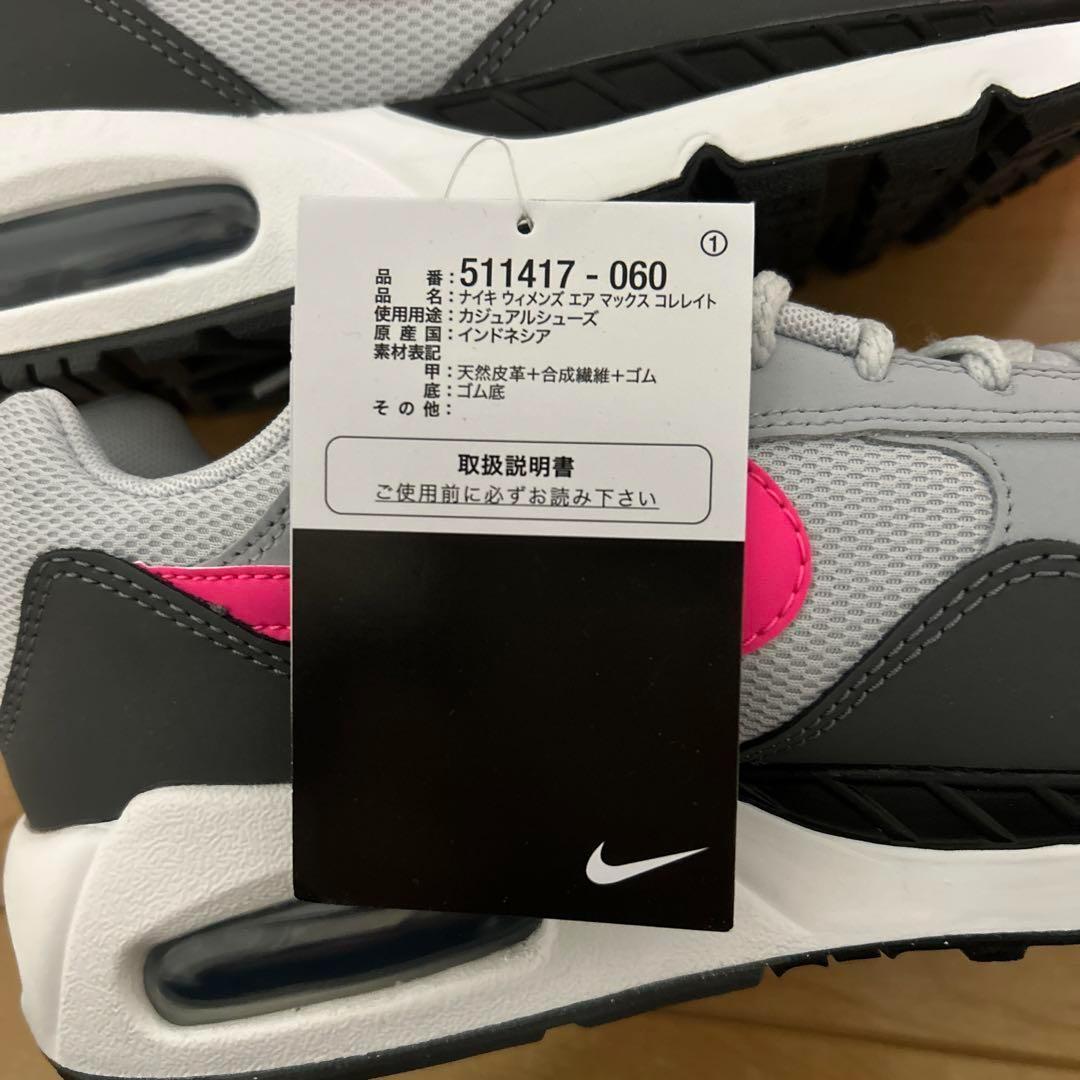 ①
品 番：511417 - 060
品 名：ナイキ ウィメンズ エア マックス コレレイト
使用用途：カジュアルシューズ
原 産 国：インドネシア
素材表記
甲：天然皮革＋合成繊維＋ゴム
底：ゴム底
そ の 他：
取扱説明書
ご使用前に必ずお読み下さい